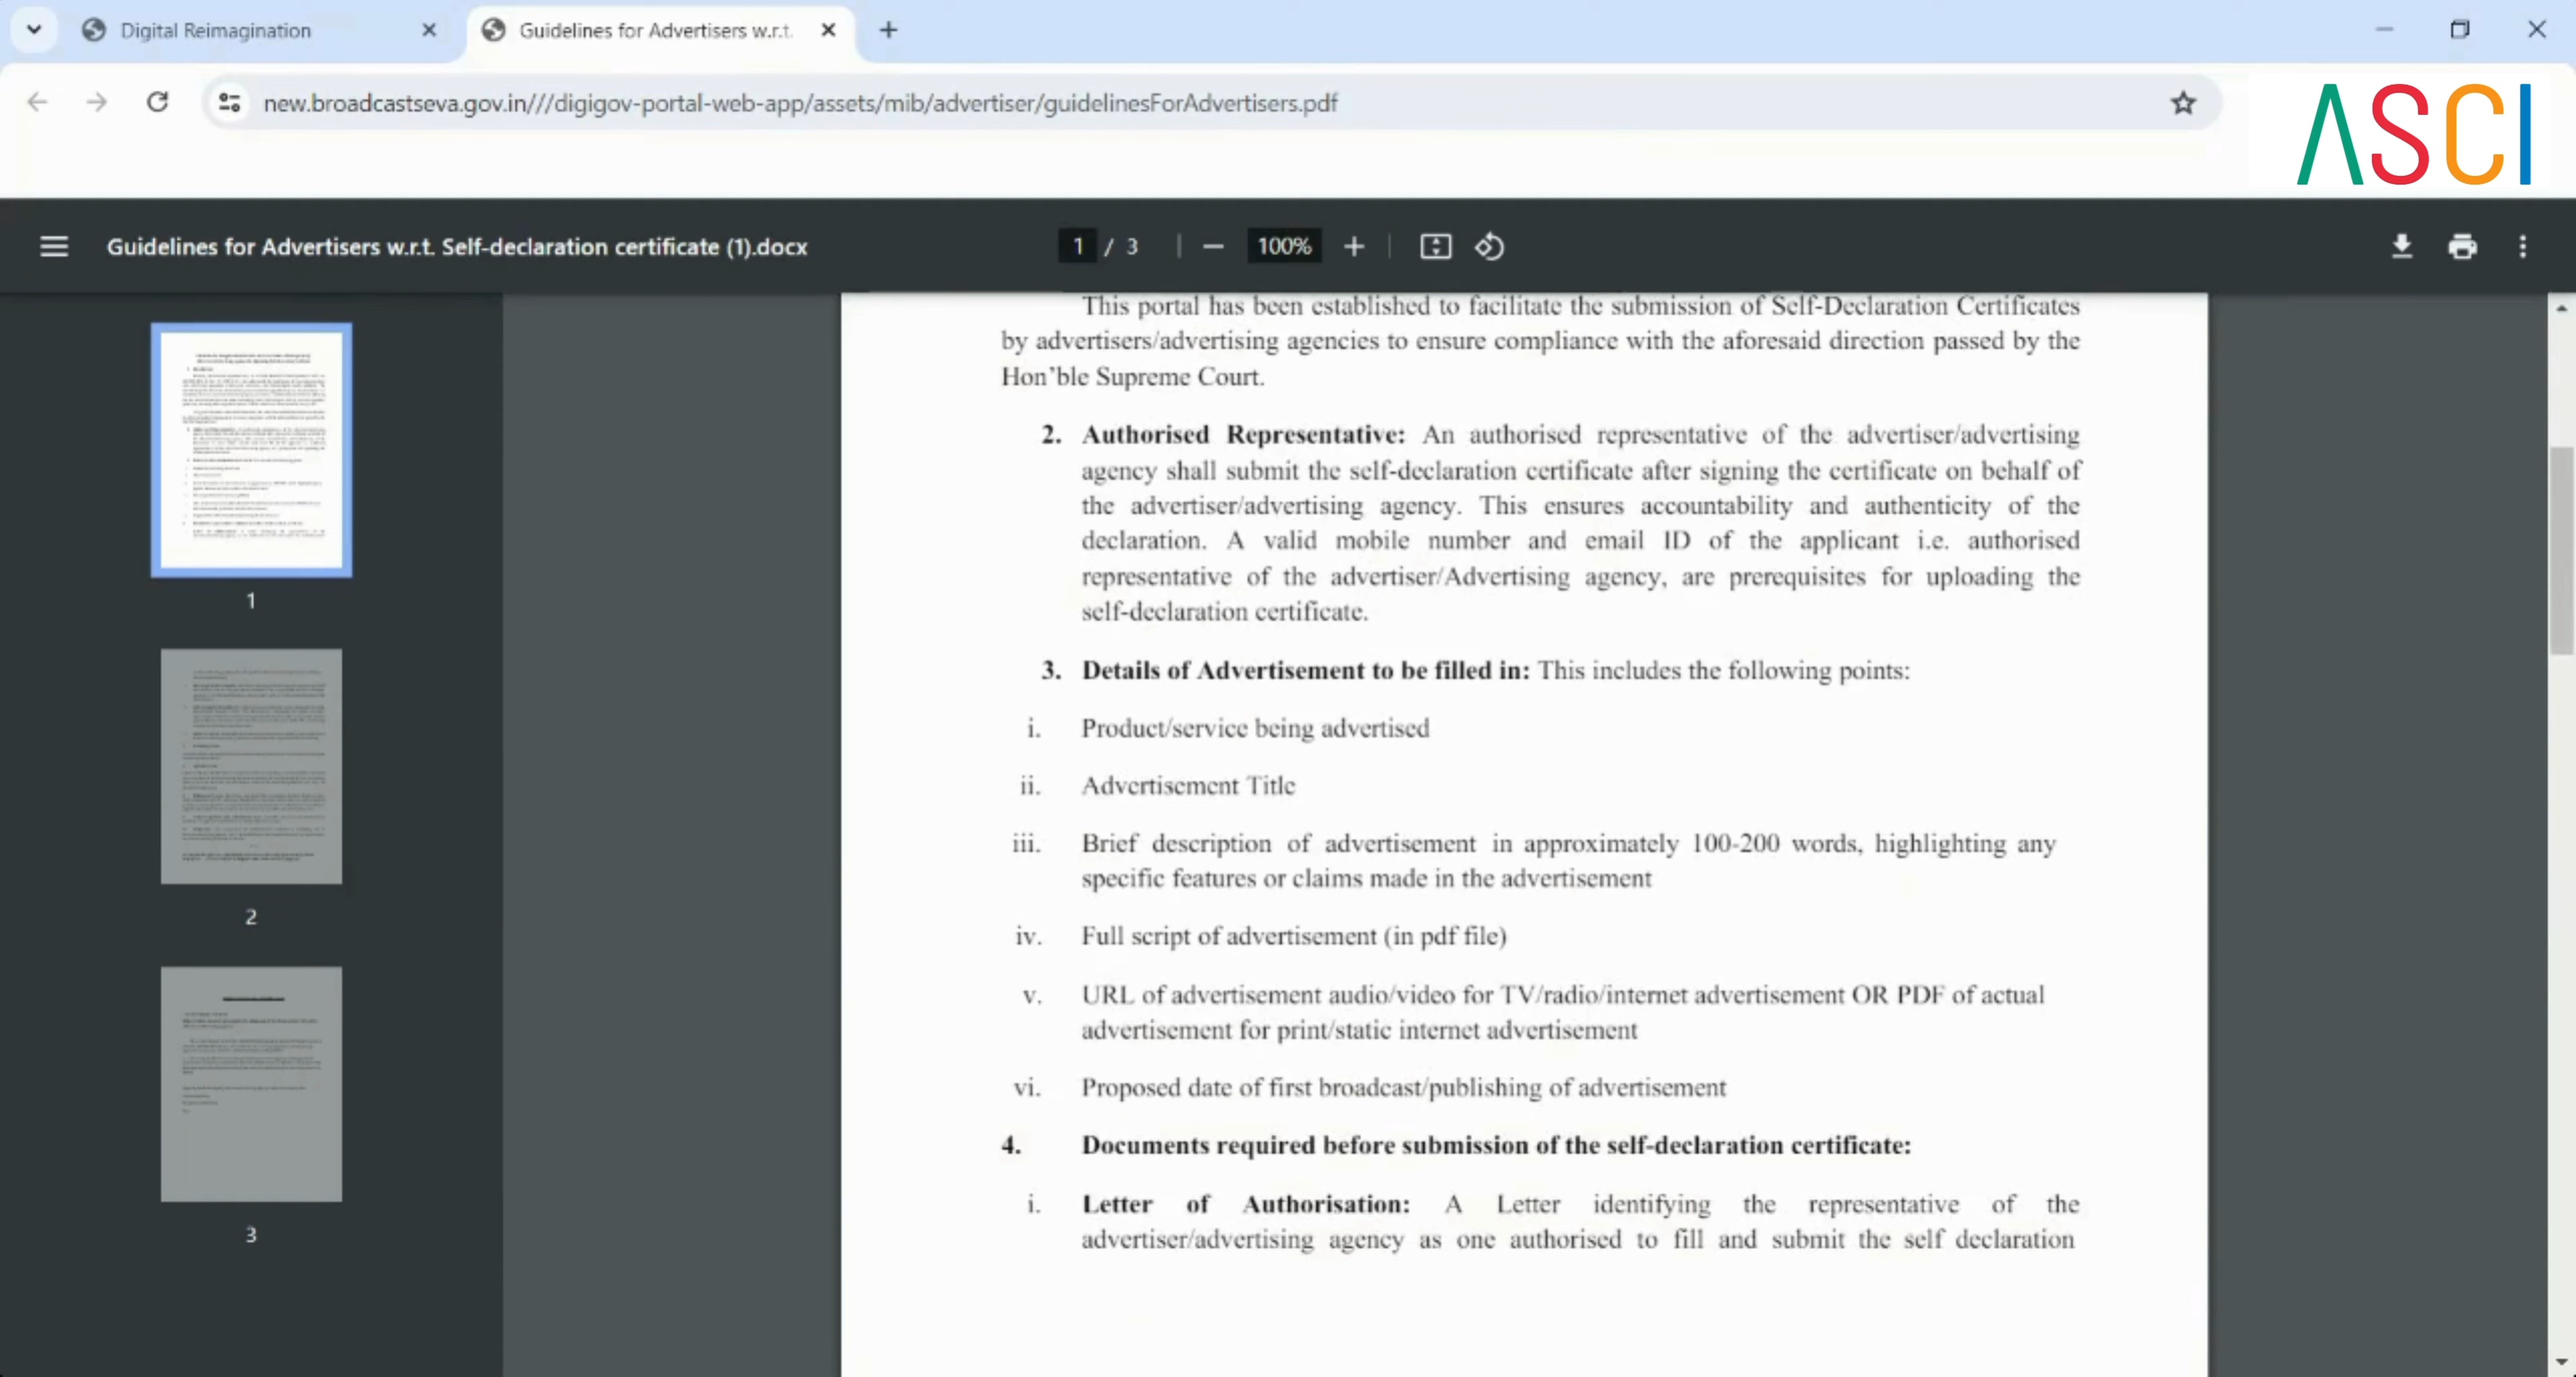 Digital Reimagination
Guidelines for Advertisers w.r.t.
new.broadcastseva.gov.in///digigov-portal-web-app/assets/mib/advertiser/guidelinesForAdvertisers.pdf
ASCI
Guidelines for Advertisers w.r.t. Self-declaration certificate (1).docx
1 / 3
100%
This portal has been established to facilitate the submission of Self-Declaration Certificates
by advertisers/advertising agencies to ensure compliance with the aforesaid direction passed by the
Hon'ble Supreme Court.
2. Authorised Representative: An authorised representative of the advertiser/advertising
agency shall submit the self-declaration certificate after signing the certificate on behalf of
the advertiser/advertising agency. This ensures accountability and authenticity of the
declaration. A valid mobile number and email ID of the applicant i.e. authorised
representative of the advertiser/Advertising agency, are prerequisites for uploading the
self-declaration certificate.
3. Details of Advertisement to be filled in: This includes the following points:
i. Product/service being advertised
ii. Advertisement Title
iii. Brief description of advertisement in approximately 100-200 words, highlighting any
specific features or claims made in the advertisement
iv. Full script of advertisement (in pdf file)
v. URL of advertisement audio/video for TV/radio/internet advertisement OR PDF of actual
advertisement for print/static internet advertisement
vi. Proposed date of first broadcast/publishing of advertisement
4. Documents required before submission of the self-declaration certificate:
i. Letter of Authorisation: A Letter identifying the representative of the
advertiser/advertising agency as one authorised to fill and submit the self declaration
1
2
3